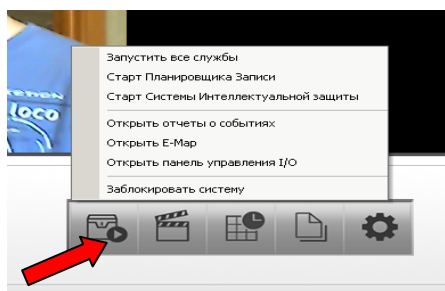 loco
Запустить все службы
Старт Планировщика Записи
Старт Системы Интеллектуальной защиты
Открыть отчеты о событиях
Открыть E-Map
Открыть панель управления I/O
Заблокировать систему